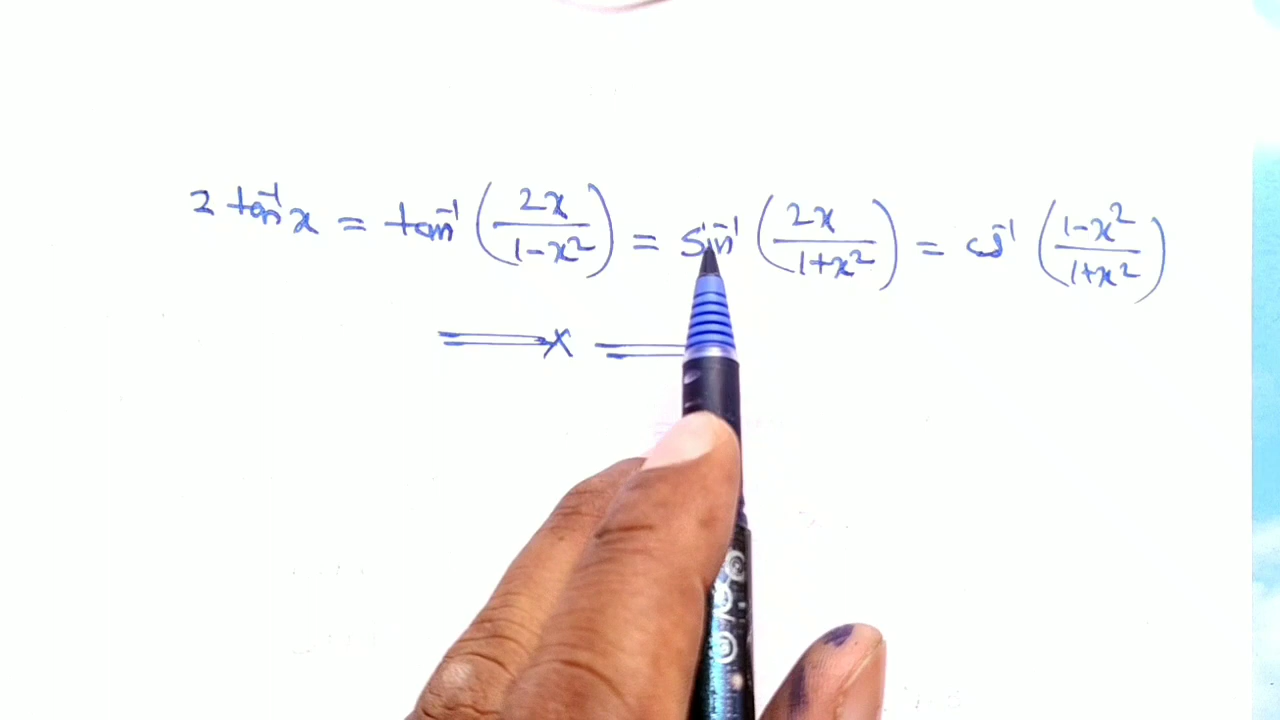 2 tan⁻¹x = tan⁻¹(2x/(1-x²)) = sin⁻¹(2x/(1+x²)) = cos⁻¹((1-x²)/(1+x²))